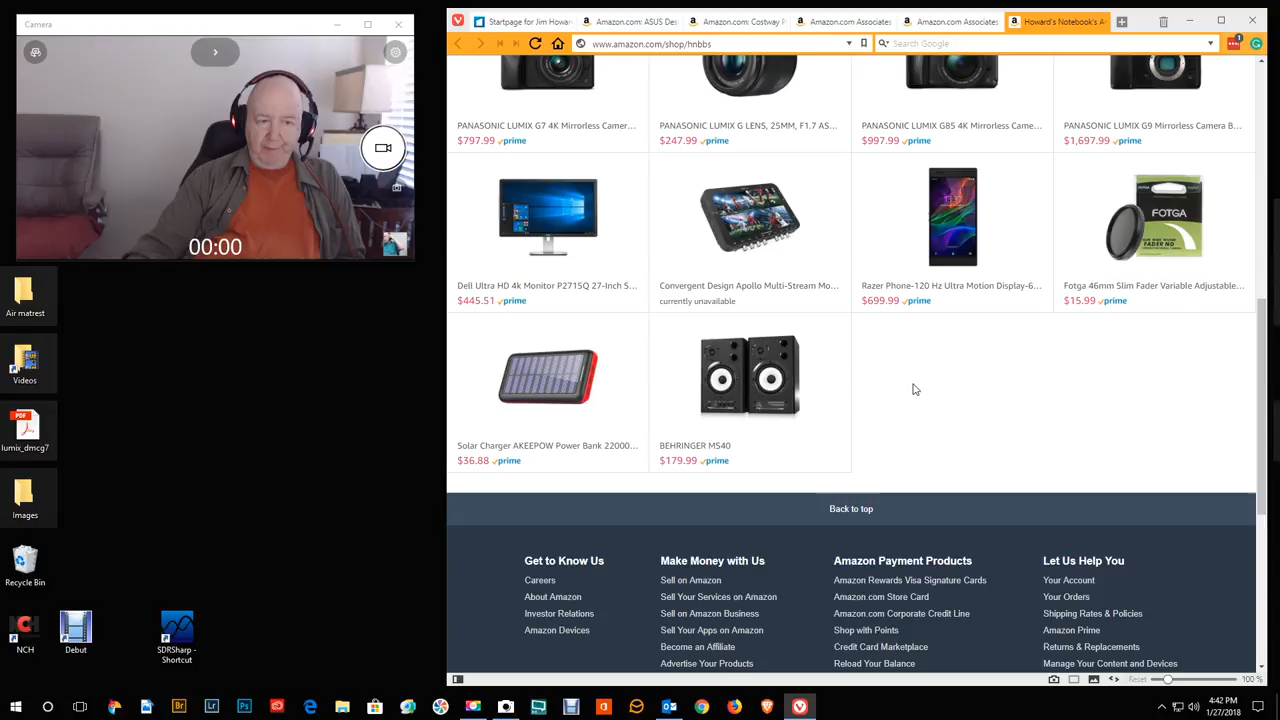 Camera
Startpage for Jim Howar
Amazon.com: ASUS Des
Amazon.com: Costway P
Amazon.com Associates
Amazon.com Associates
Howard's Notebook's A
www.amazon.com/shop/hnbbs
Search Google
1
PANASONIC LUMIX G7 4K Mirrorless Camer...
PANASONIC LUMIX G LENS, 25MM, F1.7 AS...
PANASONIC LUMIX G85 4K Mirrorless Came...
PANASONIC LUMIX G9 Mirrorless Camera B...
$797.99 prime
$247.99 prime
$997.99 prime
$1,697.99 prime
FOTGA
00:00
Dell Ultra HD 4k Monitor P2715Q 27-Inch S...
Convergent Design Apollo Multi-Stream Mo...
Razer Phone-120 Hz Ultra Motion Display-6...
Fotga 46mm Slim Fader Variable Adjustable...
$445.51 prime
currently unavailable
$699.99 prime
$15.99 prime
Air matrest
Videos
PDF
lumix_dmcg7
Solar Charger AKEEPOW Power Bank 22000...
BEHRINGER MS40
$36.88 prime
$179.99 prime
Images
Back to top
Get to Know Us
Make Money with Us
Amazon Payment Products
Let Us Help You
Careers
Sell on Amazon
Amazon Rewards Visa Signature Cards
Your Account
Recycle Bin
About Amazon
Sell Your Services on Amazon
Amazon.com Store Card
Your Orders
Investor Relations
Sell on Amazon Business
Amazon.com Corporate Credit Line
Shipping Rates & Policies
Amazon Devices
Sell Your Apps on Amazon
Shop with Points
Amazon Prime
NCH
Debut
SDRSharp -
Shortcut
Become an Affiliate
Credit Card Marketplace
Returns & Replacements
Advertise Your Products
Reload Your Balance
Manage Your Content and Devices
Reset
100 %
Br
Lr
Ps
4:42 PM
1/27/2018